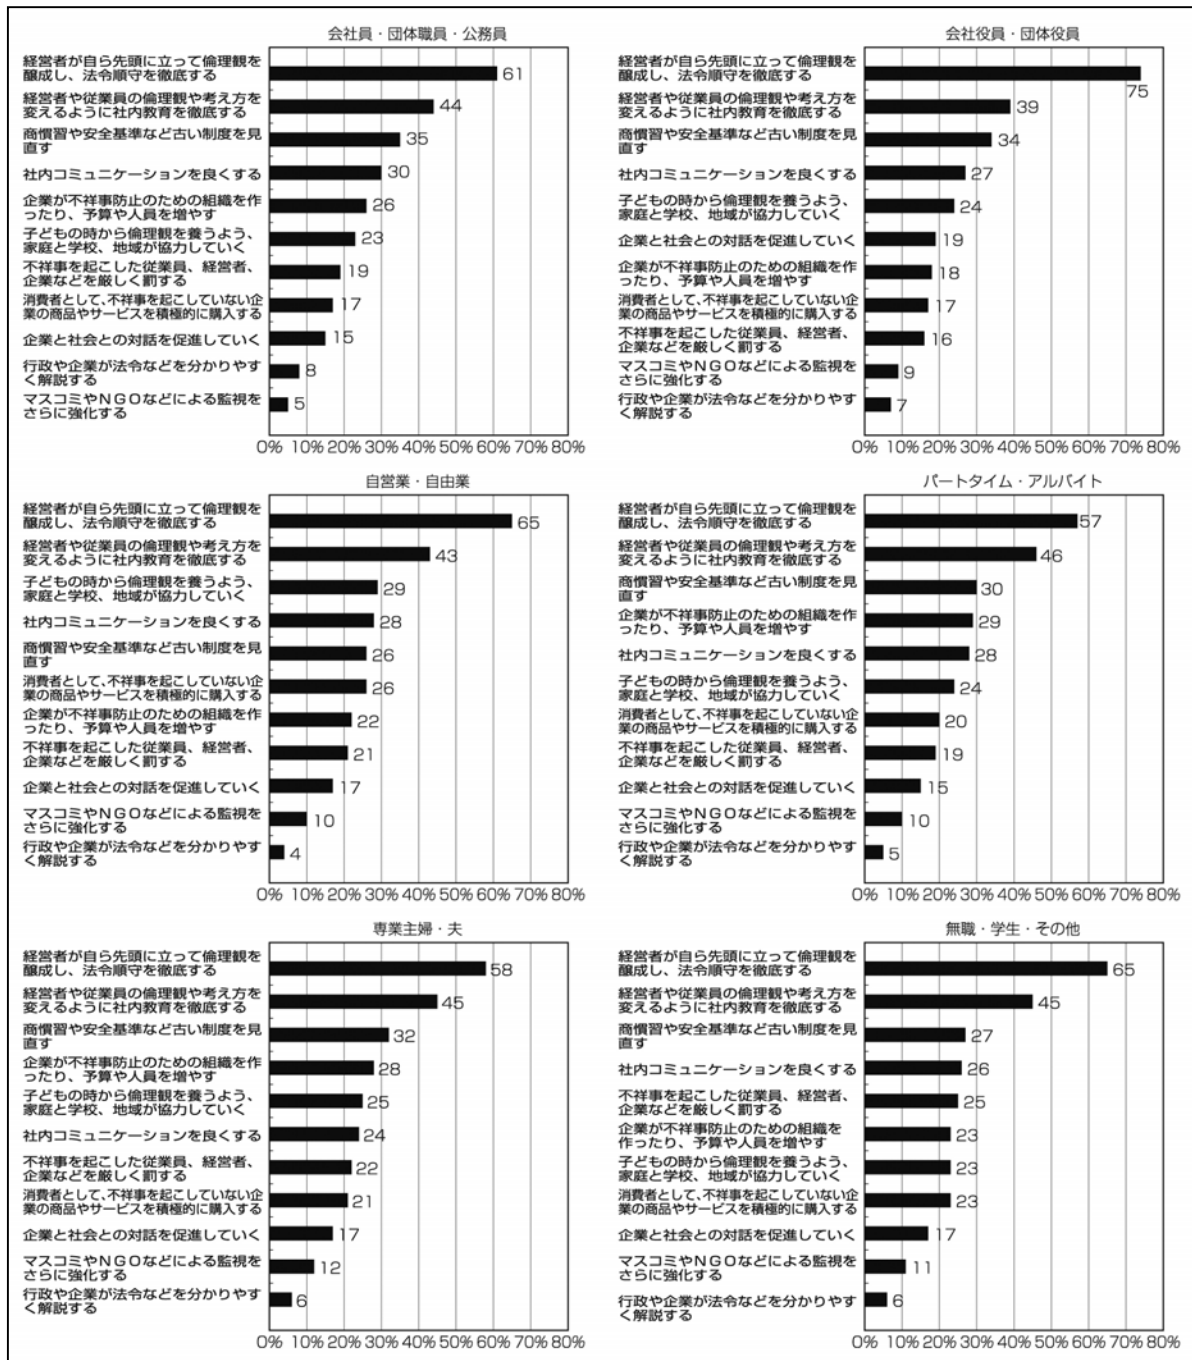 会社員・団体職員・公務員
経営者が自ら先頭に立って倫理観を
醸成し、法令順守を徹底する
61
経営者や従業員の倫理観や考え方を
変えるように社内教育を徹底する
44
商慣習や安全基準など古い制度を見
直す
35
社内コミュニケーションを良くする
30
企業が不祥事防止のための組織を作
ったり、予算や人員を増やす
26
子どもの時から倫理観を養うよう、
家庭と学校、地域が協力していく
23
不祥事を起こした従業員、経営者、
企業などを厳しく罰する
19
消費者として、不祥事を起こしていない企
業の商品やサービスを積極的に購入する
17
企業と社会との対話を促進していく
15
行政や企業が法令などを分かりやす
く解説する
8
マスコミやNGOなどによる監視を
さらに強化する
5
0% 10% 20% 30% 40% 50% 60% 70% 80%
会社役員・団体役員
経営者が自ら先頭に立って倫理観を
醸成し、法令順守を徹底する
75
経営者や従業員の倫理観や考え方を
変えるように社内教育を徹底する
39
商慣習や安全基準など古い制度を見
直す
34
社内コミュニケーションを良くする
27
子どもの時から倫理観を養うよう、
家庭と学校、地域が協力していく
24
企業と社会との対話を促進していく
19
企業が不祥事防止のための組織を作
ったり、予算や人員を増やす
18
消費者として、不祥事を起こしていない企
業の商品やサービスを積極的に購入する
17
不祥事を起こした従業員、経営者、
企業などを厳しく罰する
16
マスコミやNGOなどによる監視を
さらに強化する
9
行政や企業が法令などを分かりやす
く解説する
7
0% 10% 20% 30% 40% 50% 60% 70% 80%
自営業・自由業
経営者が自ら先頭に立って倫理観を
醸成し、法令順守を徹底する
65
経営者や従業員の倫理観や考え方を
変えるように社内教育を徹底する
43
子どもの時から倫理観を養うよう、
家庭と学校、地域が協力していく
29
社内コミュニケーションを良くする
28
商慣習や安全基準など古い制度を見
直す
26
消費者として、不祥事を起こしていない企
業の商品やサービスを積極的に購入する
26
企業が不祥事防止のための組織を作
ったり、予算や人員を増やす
22
不祥事を起こした従業員、経営者、
企業などを厳しく罰する
21
企業と社会との対話を促進していく
17
マスコミやNGOなどによる監視を
さらに強化する
10
行政や企業が法令などを分かりやす
く解説する
4
0% 10% 20% 30% 40% 50% 60% 70% 80%
パートタイム・アルバイト
経営者が自ら先頭に立って倫理観を
醸成し、法令順守を徹底する
57
経営者や従業員の倫理観や考え方を
変えるように社内教育を徹底する
46
商慣習や安全基準など古い制度を見
直す
30
企業が不祥事防止のための組織を作
ったり、予算や人員を増やす
29
社内コミュニケーションを良くする
28
子どもの時から倫理観を養うよう、
家庭と学校、地域が協力していく
24
消費者として、不祥事を起こしていない企
業の商品やサービスを積極的に購入する
20
不祥事を起こした従業員、経営者、
企業などを厳しく罰する
19
企業と社会との対話を促進していく
15
マスコミやNGOなどによる監視を
さらに強化する
10
行政や企業が法令などを分かりやす
く解説する
5
0% 10% 20% 30% 40% 50% 60% 70% 80%
専業主婦・夫
経営者が自ら先頭に立って倫理観を
醸成し、法令順守を徹底する
58
経営者や従業員の倫理観や考え方を
変えるように社内教育を徹底する
45
商慣習や安全基準など古い制度を見
直す
32
企業が不祥事防止のための組織を作
ったり、予算や人員を増やす
28
子どもの時から倫理観を養うよう、
家庭と学校、地域が協力していく
25
社内コミュニケーションを良くする
24
不祥事を起こした従業員、経営者、
企業などを厳しく罰する
22
消費者として、不祥事を起こしていない企
業の商品やサービスを積極的に購入する
21
企業と社会との対話を促進していく
17
マスコミやNGOなどによる監視を
さらに強化する
12
行政や企業が法令などを分かりやす
く解説する
6
0% 10% 20% 30% 40% 50% 60% 70% 80%
無職・学生・その他
経営者が自ら先頭に立って倫理観を
醸成し、法令順守を徹底する
65
経営者や従業員の倫理観や考え方を
変えるように社内教育を徹底する
45
商慣習や安全基準など古い制度を見
直す
27
社内コミュニケーションを良くする
26
不祥事を起こした従業員、経営者、
企業などを厳しく罰する
25
企業が不祥事防止のための組織を
作ったり、予算や人員を増やす
23
子どもの時から倫理観を養うよう、
家庭と学校、地域が協力していく
23
消費者として、不祥事を起こしていない企
業の商品やサービスを積極的に購入する
23
企業と社会との対話を促進していく
17
マスコミやNGOなどによる監視を
さらに強化する
11
行政や企業が法令などを分かりやす
く解説する
6
0% 10% 20% 30% 40% 50% 60% 70% 80%